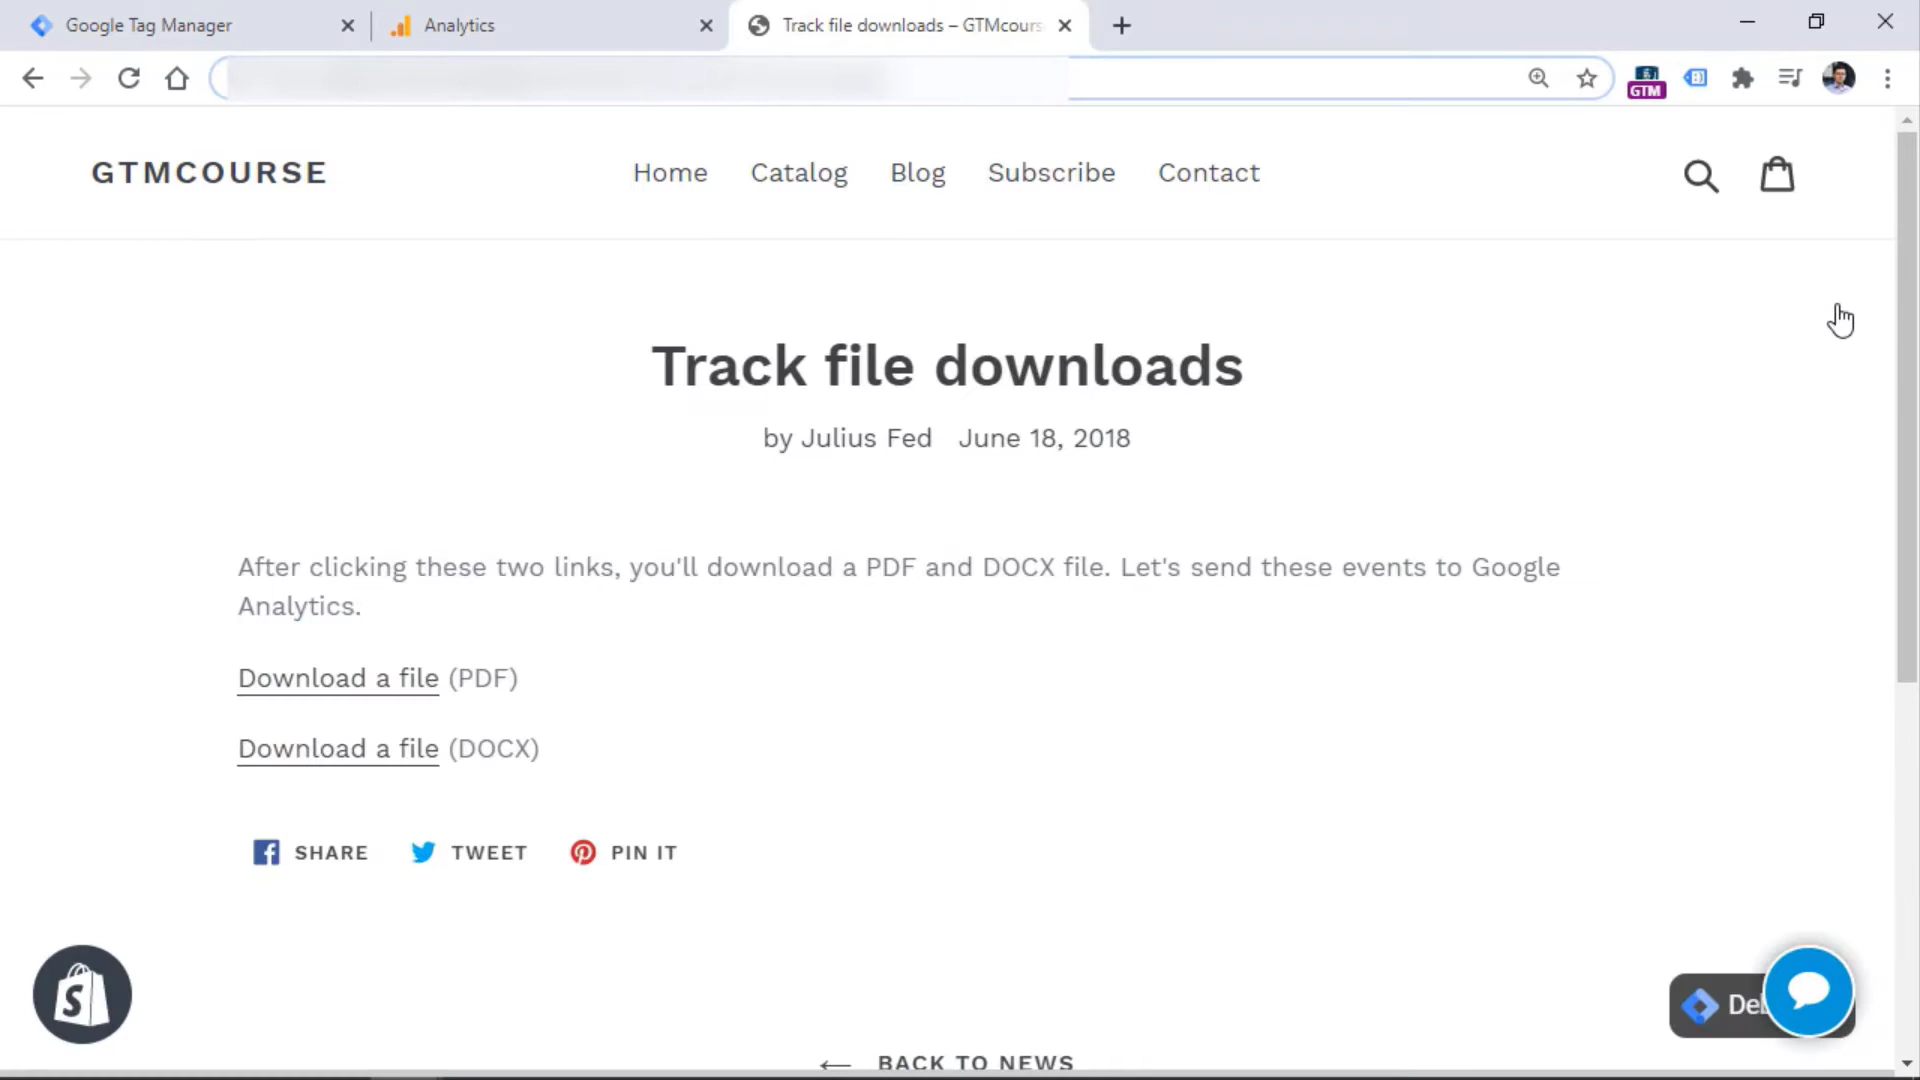 Google Tag Manager
Analytics
Track file downloads – GTMcours
GTM
GTMCOURSE
Home
Catalog
Blog
Subscribe
Contact
Track file downloads
by Julius Fed June 18, 2018
After clicking these two links, you'll download a PDF and DOCX file. Let's send these events to Google
Analytics.
Download a file (PDF)
Download a file (DOCX)
SHARE
TWEET
PIN IT
De
BACK TO NEWS